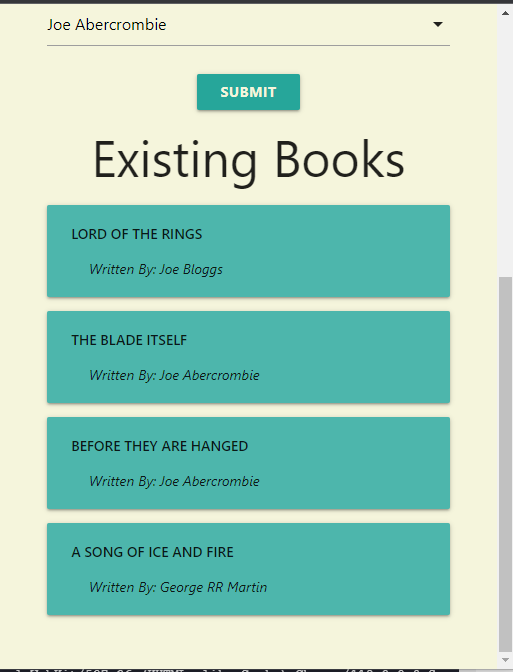 Joe Abercrombie
SUBMIT
Existing Books
LORD OF THE RINGS
Written By: Joe Bloggs
THE BLADE ITSELF
Written By: Joe Abercrombie
BEFORE THEY ARE HANGED
Written By: Joe Abercrombie
A SONG OF ICE AND FIRE
Written By: George RR Martin